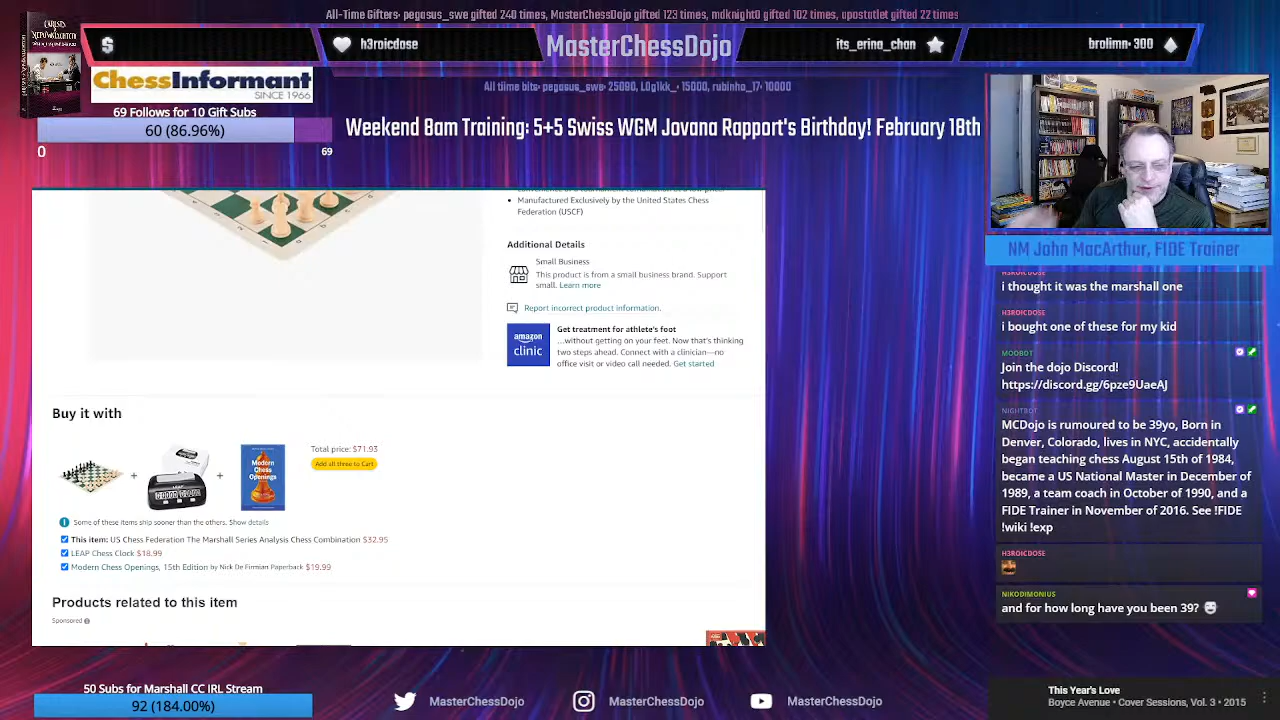 All-Time Gifters• pegasus_swe gifted 240 times, MasterChessDojo gifted 123 times, mdknight0 gifted 102 times, upostutlet gifted 22 times
h3roicdose
MasterChessDojo
its_erina_chan
brolimn• 300
ChessInformant
SINCE 1966
All tiime bits• pegasus_swe• 25090, L0g1kk_• 15000, rubinho_17• 10000
69 Follows for 10 Gift Subs
60 (86.96%)
0
69
Weekend 8am Training: 5+5 Swiss WGM Jovana Rapport's Birthday! February 18th
NM John MacArthur, FIDE Trainer
• Manufactured Exclusively by the United States Chess
Federation (USCF)
Additional Details
Small Business
This product is from a small business brand. Support
small. Learn more
Report incorrect product information.
amazon
clinic
Get treatment for athlete's foot
...without getting on your feet. Now that's thinking
two steps ahead. Connect with a clinician—no
office visit or video call needed. Get started
Buy it with
Modern
Chess
Openings
Total price: $71.93
Add all three to Cart
Some of these items ship sooner than the others. Show details
This item: US Chess Federation The Marshall Series Analysis Chess Combination $32.95
LEAP Chess Clock $18.99
Modern Chess Openings, 15th Edition by Nick De Firmian Paperback $19.99
Products related to this item
Sponsored
H3ROICDOSE
i thought it was the marshall one
H3ROICDOSE
i bought one of these for my kid
MOOBOT
Join the dojo Discord!
https://discord.gg/6pze9UaeAJ
NIGHTBOT
MCDojo is rumoured to be 39yo, Born in
Denver, Colorado, lives in NYC, accidentally
began teaching chess August 15th of 1984,
became a US National Master in December of
1989, a team coach in October of 1990, and a
FIDE Trainer in November of 2016. See !FIDE
!wiki !exp
H3ROICDOSE
NIKODIMONIUS
and for how long have you been 39?
50 Subs for Marshall CC IRL Stream
92 (184.00%)
MasterChessDojo
MasterChessDojo
MasterChessDojo
This Year's Love
Boyce Avenue • Cover Sessions, Vol. 3 • 2015